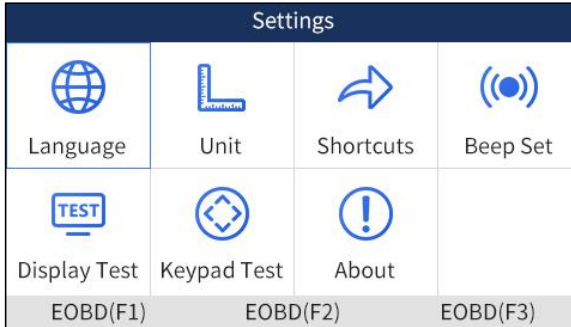 Settings
Language Unit Shortcuts Beep Set
TEST
Display Test Keypad Test About
EOBD(F1) EOBD(F2) EOBD(F3)